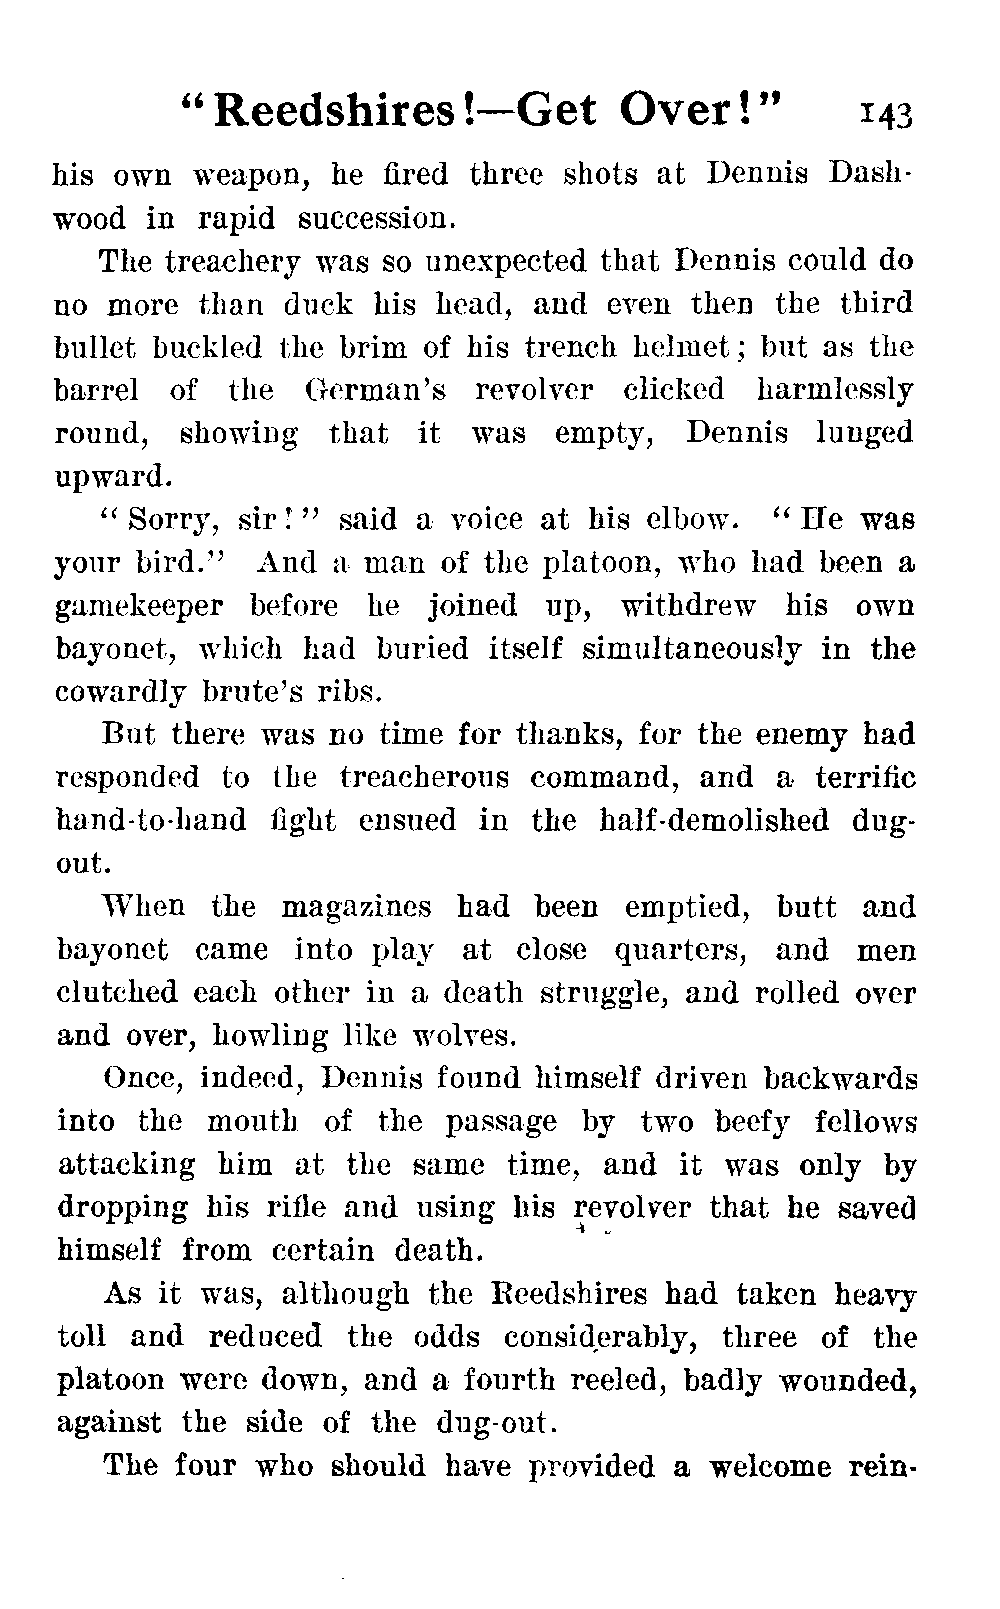 "Reedshires!—Get Over!" 143
his own weapon, he fired three shots at Dennis Dash-
wood in rapid succession.
The treachery was so unexpected that Dennis could do
no more than duck his head, and even then the third
bullet buckled the brim of his trench helmet; but as the
barrel of the German's revolver clicked harmlessly
round, showing that it was empty, Dennis lunged
upward.
"Sorry, sir!" said a voice at his elbow. "He was
your bird." And a man of the platoon, who had been a
gamekeeper before he joined up, withdrew his own
bayonet, which had buried itself simultaneously in the
cowardly brute's ribs.
But there was no time for thanks, for the enemy had
responded to the treacherous command, and a terrific
hand-to-hand fight ensued in the half-demolished dug-
out.
When the magazines had been emptied, butt and
bayonet came into play at close quarters, and men
clutched each other in a death struggle, and rolled over
and over, howling like wolves.
Once, indeed, Dennis found himself driven backwards
into the mouth of the passage by two beefy fellows
attacking him at the same time, and it was only by
dropping his rifle and using his revolver that he saved
himself from certain death.
As it was, although the Reedshires had taken heavy
toll and reduced the odds considerably, three of the
platoon were down, and a fourth reeled, badly wounded,
against the side of the dug-out.
The four who should have provided a welcome rein-